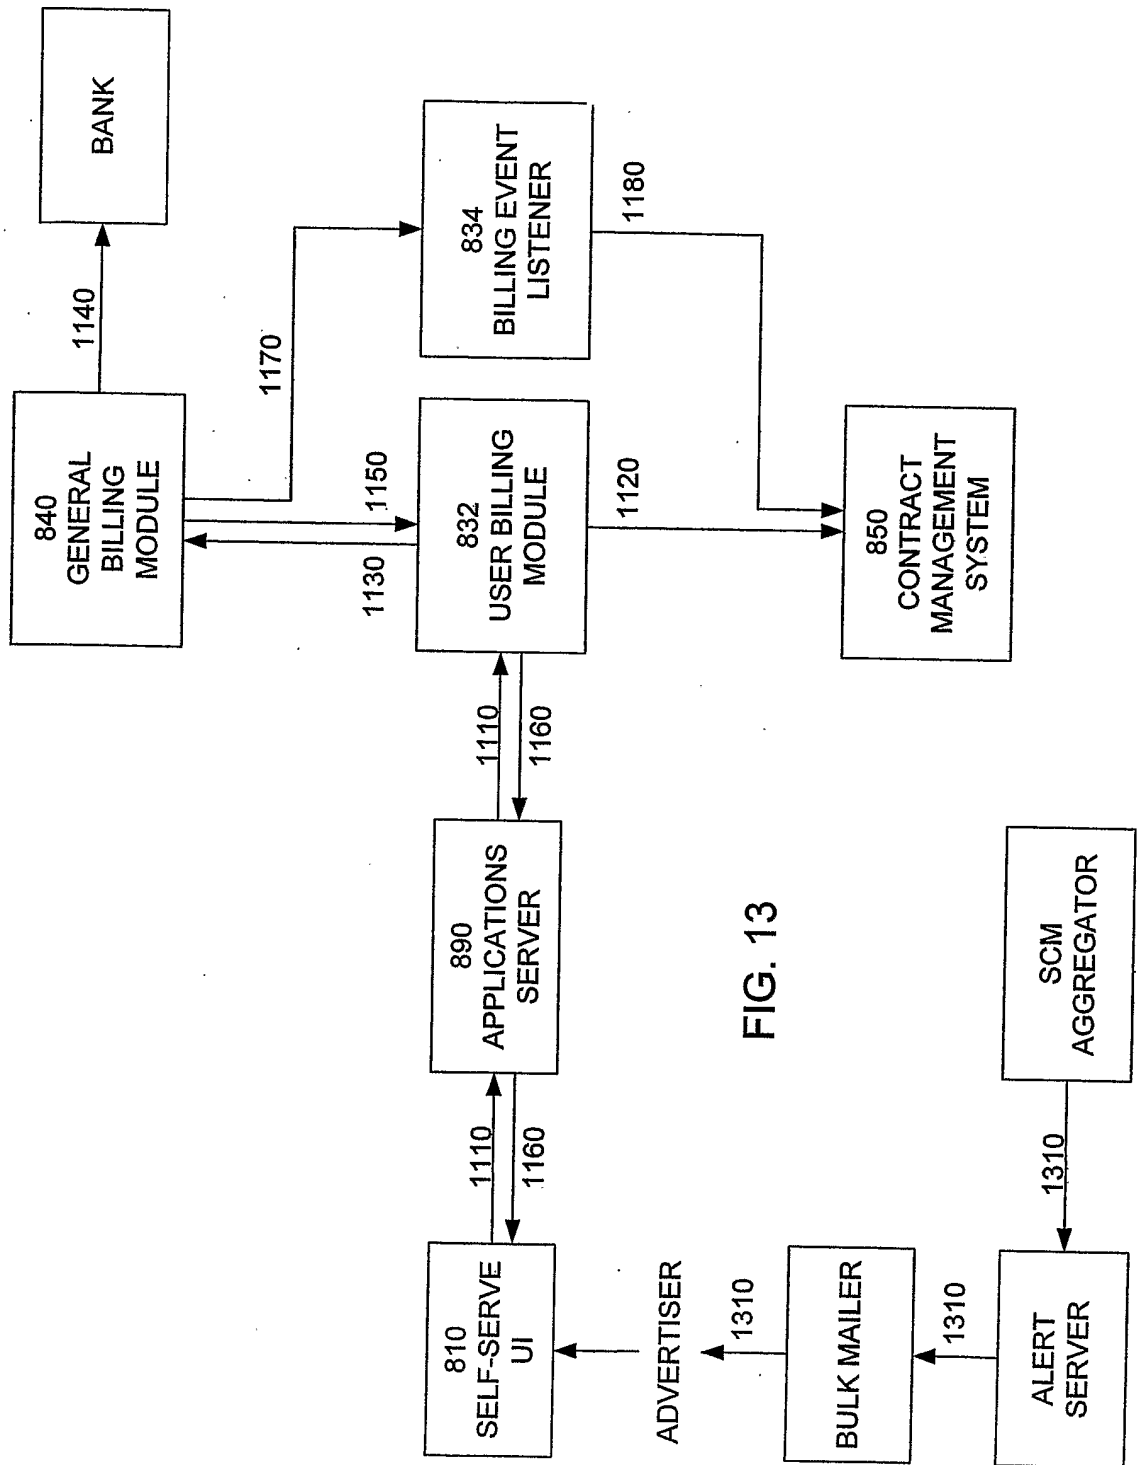 840
GENERAL
BILLING
MODULE
1140
BANK
1170
1130
1150
810
SELF-SERVE
UI
1110
1160
890
APPLICATIONS
SERVER
1110
1160
832
USER BILLING
MODULE
834
BILLING EVENT
LISTENER
1120
1180
ADVERTISER
1310
BULK MAILER
1310
850
CONTRACT
MANAGEMENT
SYSTEM
ALERT
SERVER
1310
SCM
AGGREGATOR
FIG. 13